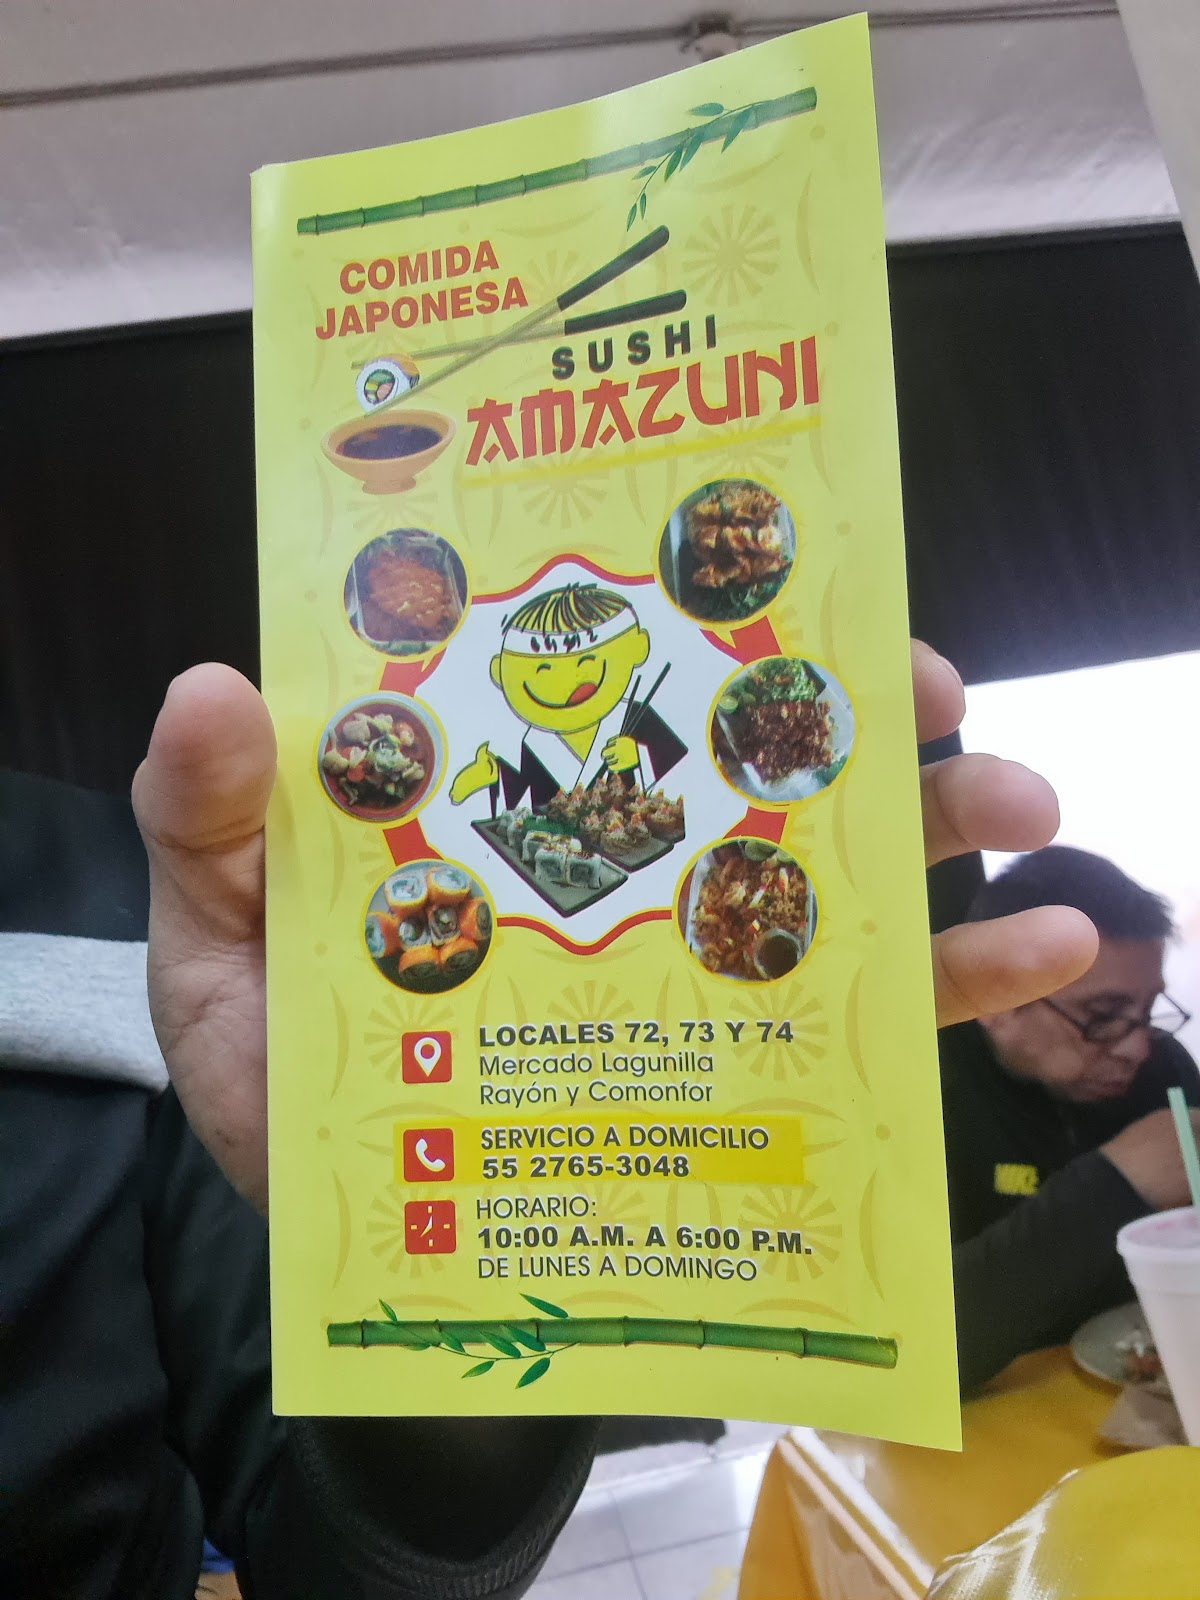 COMIDA
JAPONESA
SUSHI
AMAZUNI
LOCALES 72, 73 Y 74
Mercado Lagunilla
Rayón y Comonfor
SERVICIO A DOMICILIO
55 2765-3048
HORARIO:
10:00 A.M. A 6:00 P.M.
DE LUNES A DOMINGO